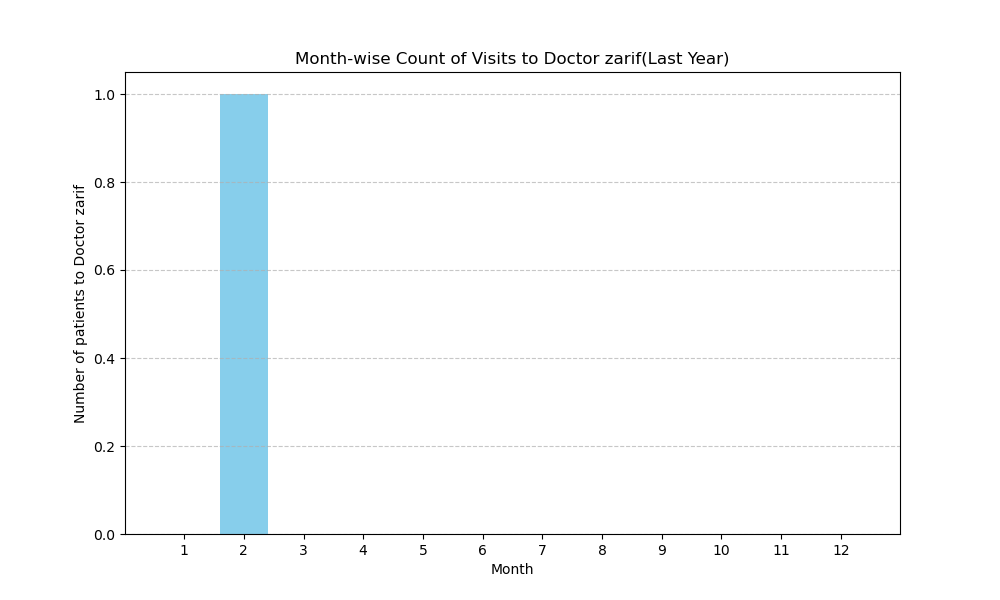 Month-wise Count of Visits to Doctor zarif(Last Year)
Number of patients to Doctor zarif
1.0
0.8
0.6
0.4
0.2
0.0
1 2 3 4 5 6 7 8 9 10 11 12
Month